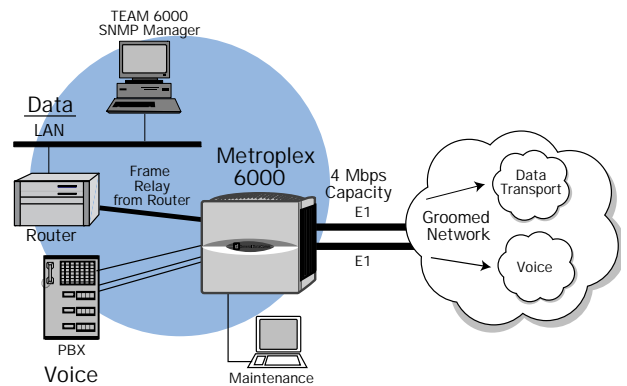 TEAM 6000
SNMP Manager
Data
LAN
Metroplex
6000
Frame
Relay
from Router
4 Mbps
Capacity
E1
Data
Transport
Groomed
Network
Router
E1
Voice
PBX
Voice
Maintenance